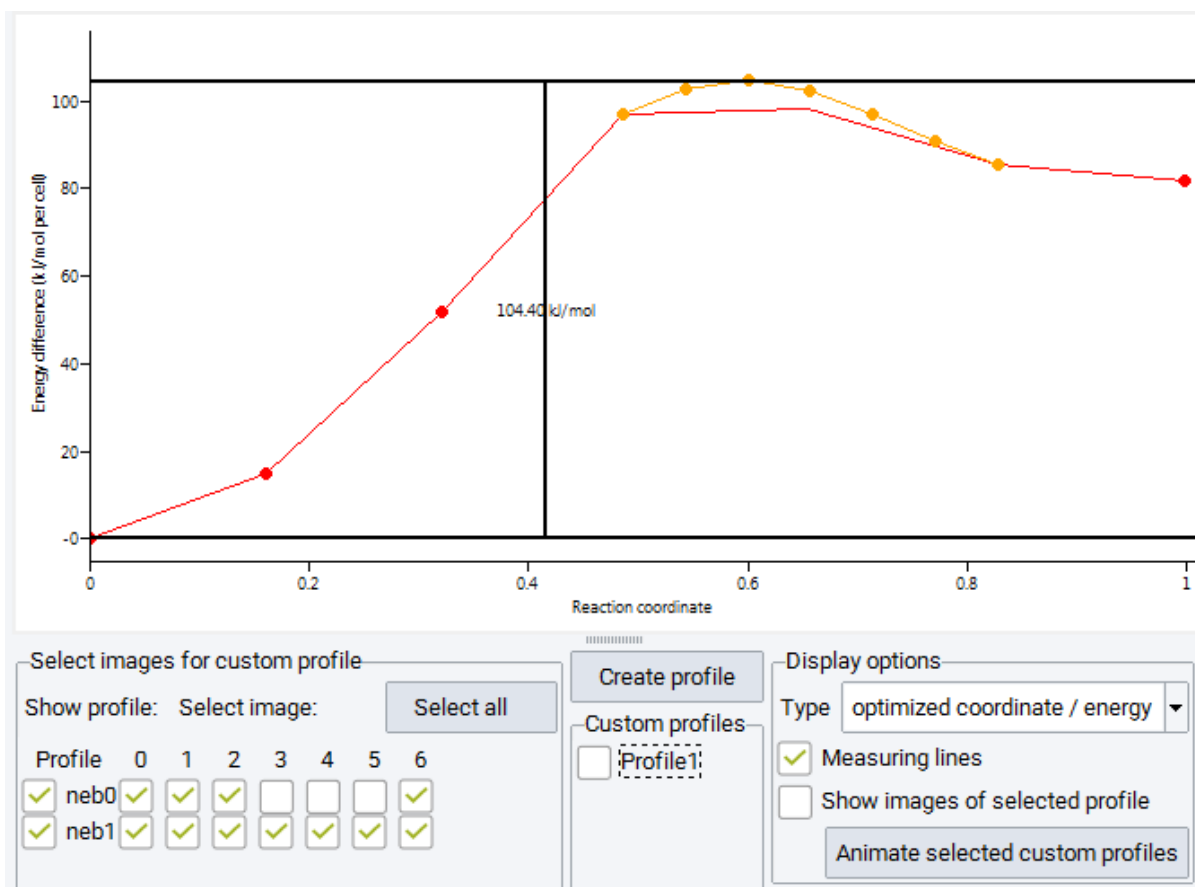 Energy difference (kJ/mol per cell)
100
80
60
40
20
-0
104.40 kJ/mol
0 0.2 0.4 0.6 0.8 1
Reaction coordinate
Select images for custom profile
Show profile: Select image: Select all
Profile 0 1 2 3 4 5 6
neb0
neb1
Create profile
Custom profiles
Profile1
Display options
Type optimized coordinate / energy
Measuring lines
Show images of selected profile
Animate selected custom profiles